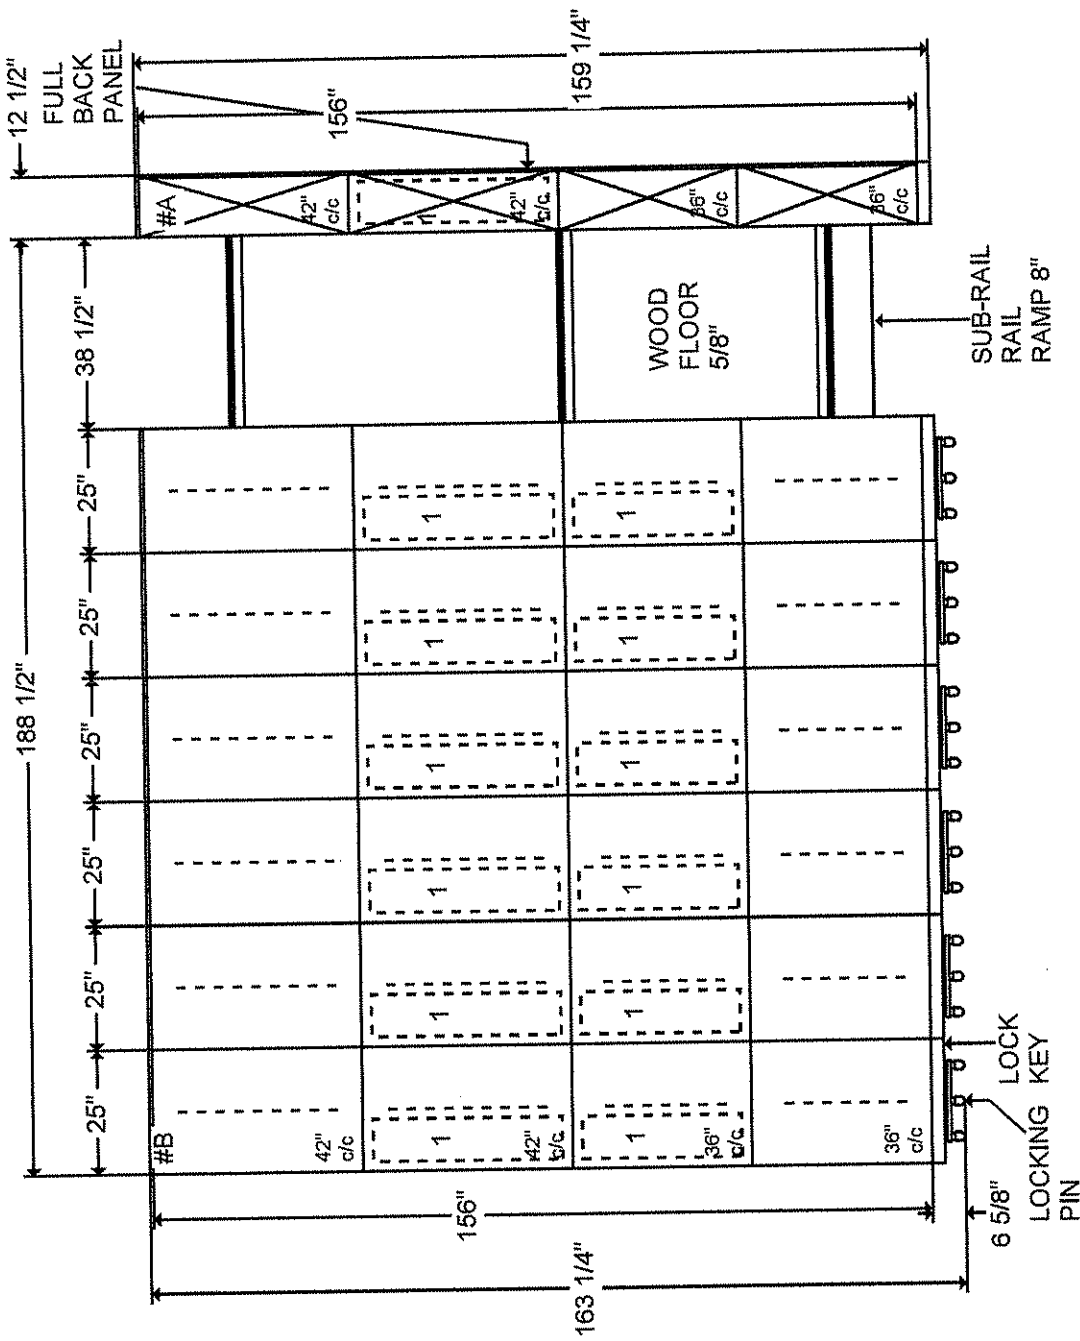 12 1/2"
FULL
BACK
PANEL
188 1/2"
38 1/2"
25"
25"
25"
25"
25"
25"
156"
159 1/4"
#A
42"
c/c
1
42"
c/c
36"
c/c
36"
c/c
WOOD
FLOOR
5/8"
SUB-RAIL
RAIL
RAMP 8"
1
1
1
1
1
1
1
1
1
1
#B
42"
c/c
1
42"
c/c
1
36"
c/c
36"
c/c
LOCK
KEY
LOCKING
PIN
6 5/8"
156"
163 1/4"